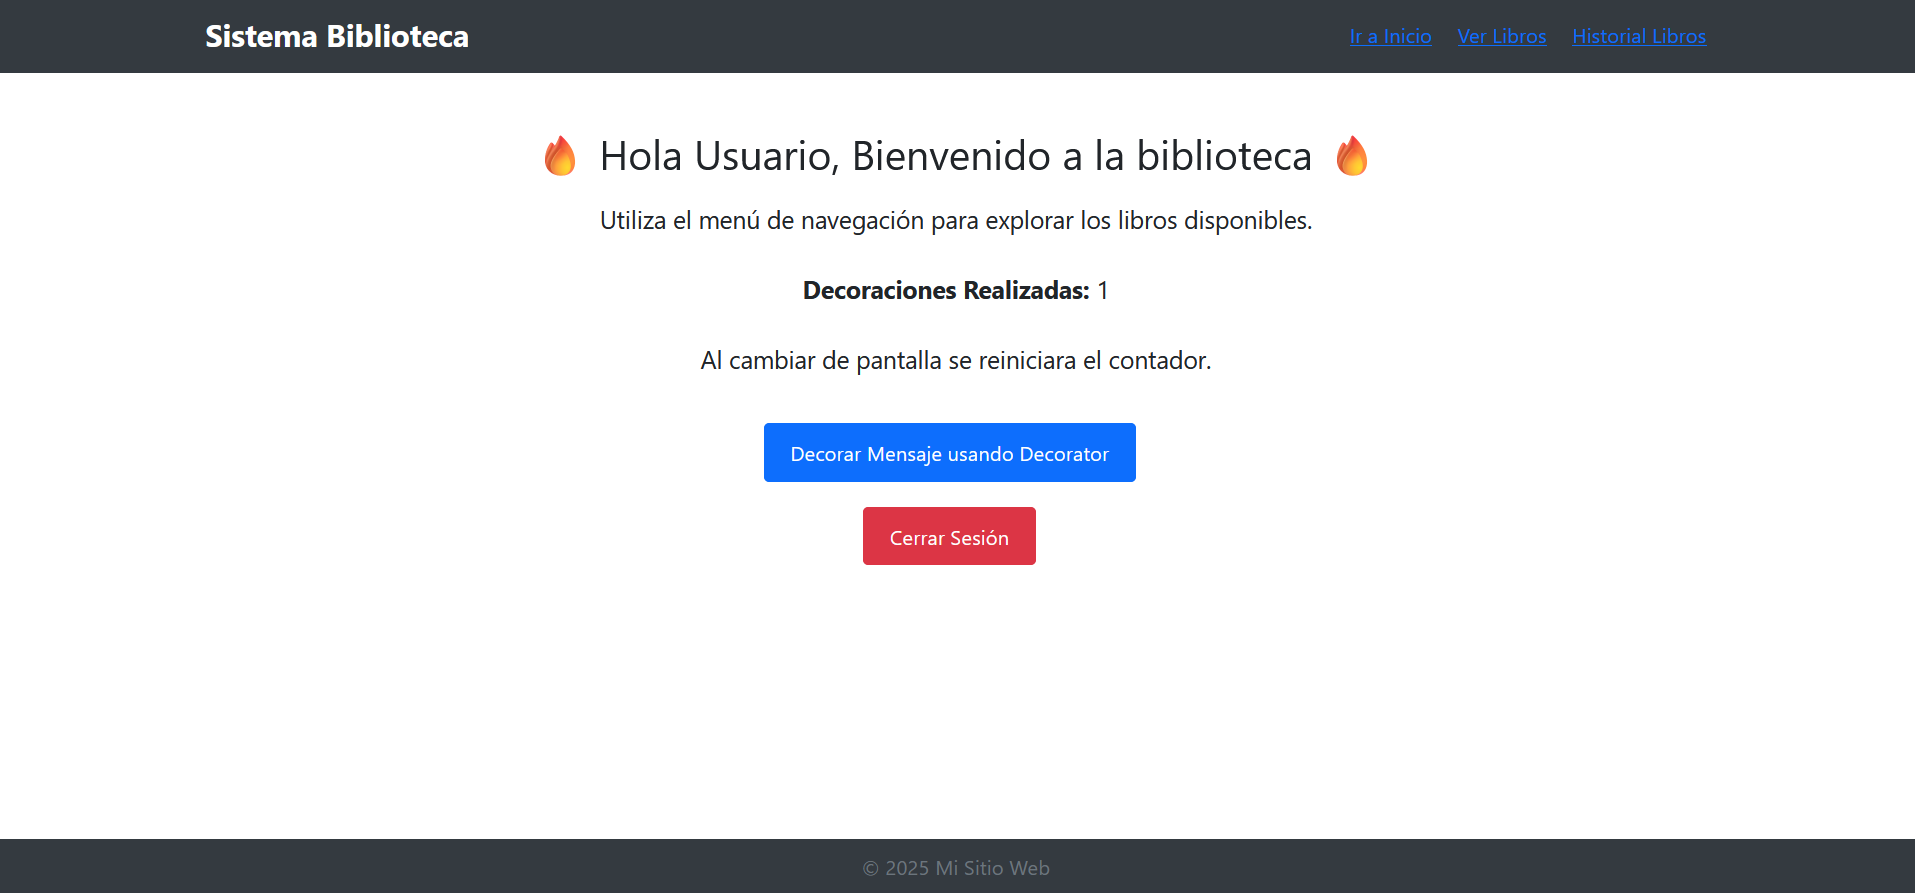 Sistema Biblioteca
Ir a Inicio Ver Libros Historial Libros
🔥 Hola Usuario, Bienvenido a la biblioteca 🔥
Utiliza el menú de navegación para explorar los libros disponibles.
Decoraciones Realizadas: 1
Al cambiar de pantalla se reiniciara el contador.
Decorar Mensaje usando Decorator
Cerrar Sesión
© 2025 Mi Sitio Web